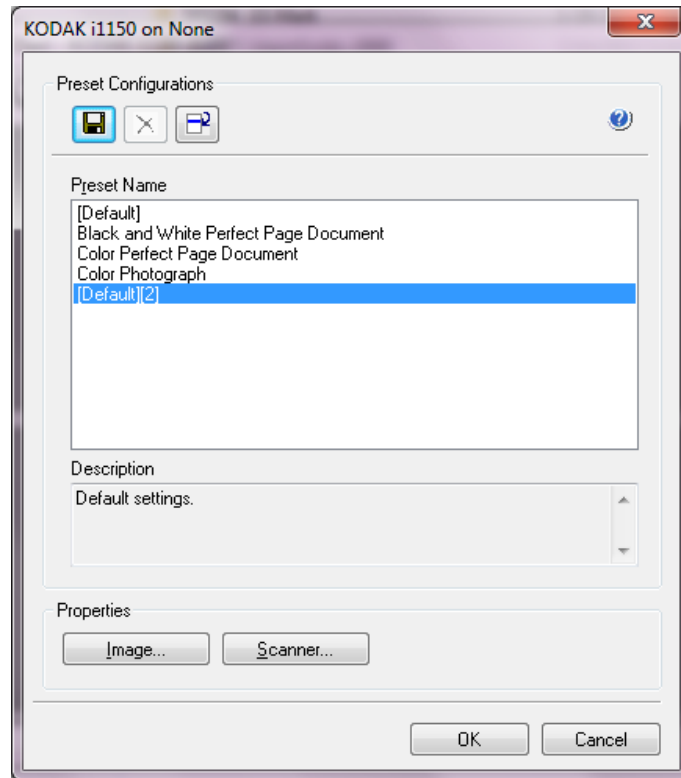 KODAK i1150 on None
Preset Configurations
Preset Name
[Default]
Black and White Perfect Page Document
Color Perfect Page Document
Color Photograph
[Default][2]
Description
Default settings.
Properties
Image...
Scanner...
OK
Cancel